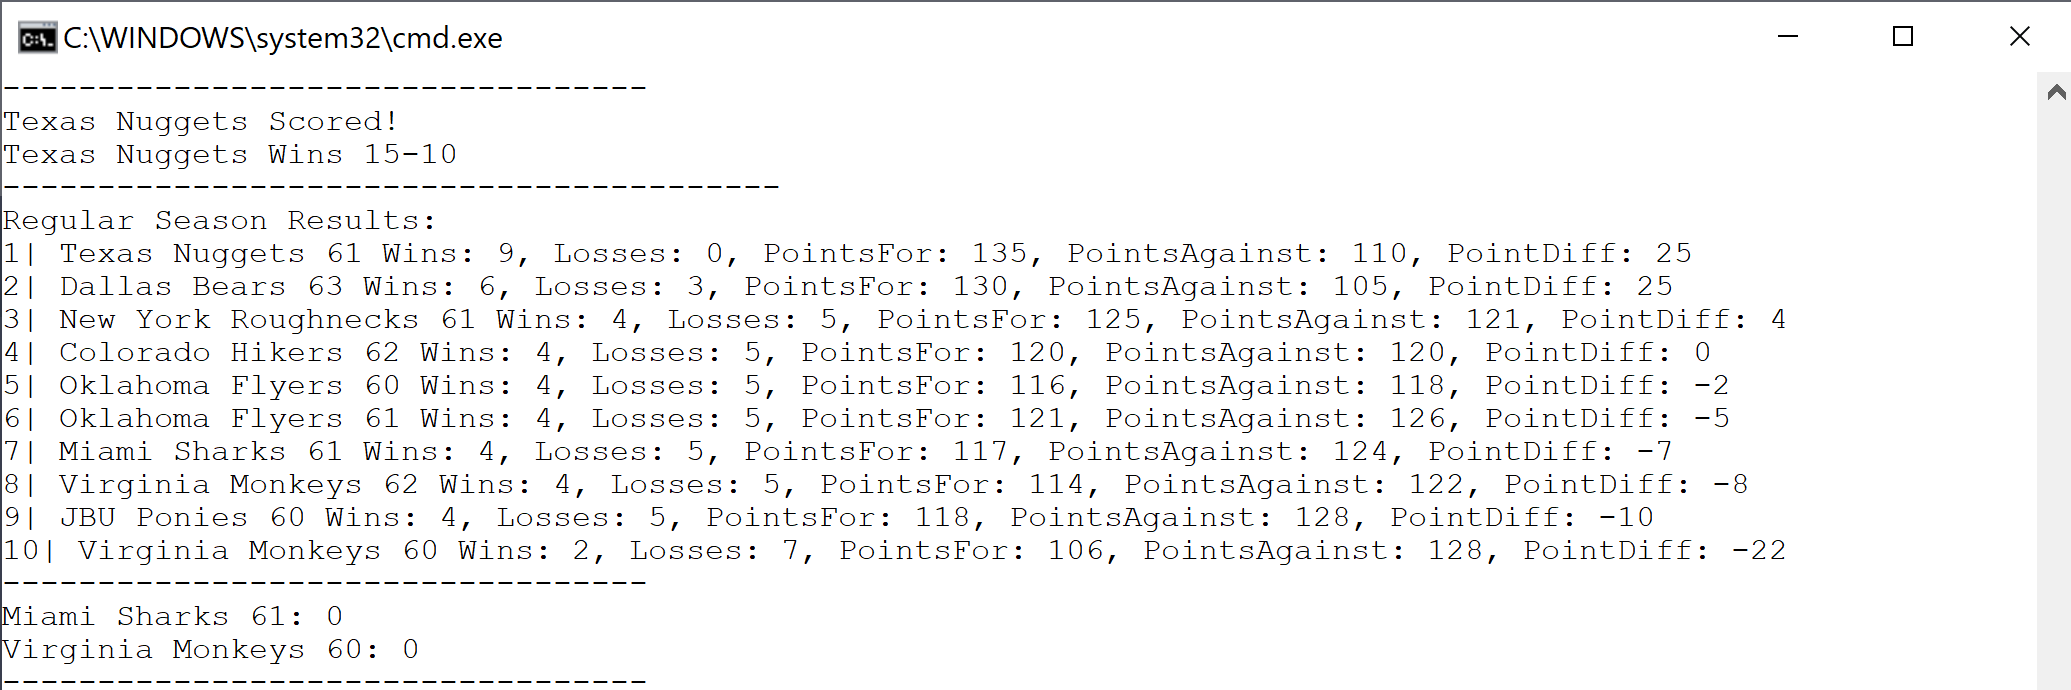 C:\WINDOWS\system32\cmd.exe
----------------------------------
Texas Nuggets Scored!
Texas Nuggets Wins 15-10
-----------------------------------------
Regular Season Results:
1| Texas Nuggets 61 Wins: 9, Losses: 0, PointsFor: 135, PointsAgainst: 110, PointDiff: 25
2| Dallas Bears 63 Wins: 6, Losses: 3, PointsFor: 130, PointsAgainst: 105, PointDiff: 25
3| New York Roughnecks 61 Wins: 4, Losses: 5, PointsFor: 125, PointsAgainst: 121, PointDiff: 4
4| Colorado Hikers 62 Wins: 4, Losses: 5, PointsFor: 120, PointsAgainst: 120, PointDiff: 0
5| Oklahoma Flyers 60 Wins: 4, Losses: 5, PointsFor: 116, PointsAgainst: 118, PointDiff: -2
6| Oklahoma Flyers 61 Wins: 4, Losses: 5, PointsFor: 121, PointsAgainst: 126, PointDiff: -5
7| Miami Sharks 61 Wins: 4, Losses: 5, PointsFor: 117, PointsAgainst: 124, PointDiff: -7
8| Virginia Monkeys 62 Wins: 4, Losses: 5, PointsFor: 114, PointsAgainst: 122, PointDiff: -8
9| JBU Ponies 60 Wins: 4, Losses: 5, PointsFor: 118, PointsAgainst: 128, PointDiff: -10
10| Virginia Monkeys 60 Wins: 2, Losses: 7, PointsFor: 106, PointsAgainst: 128, PointDiff: -22
----------------------------------
Miami Sharks 61: 0
Virginia Monkeys 60: 0
----------------------------------